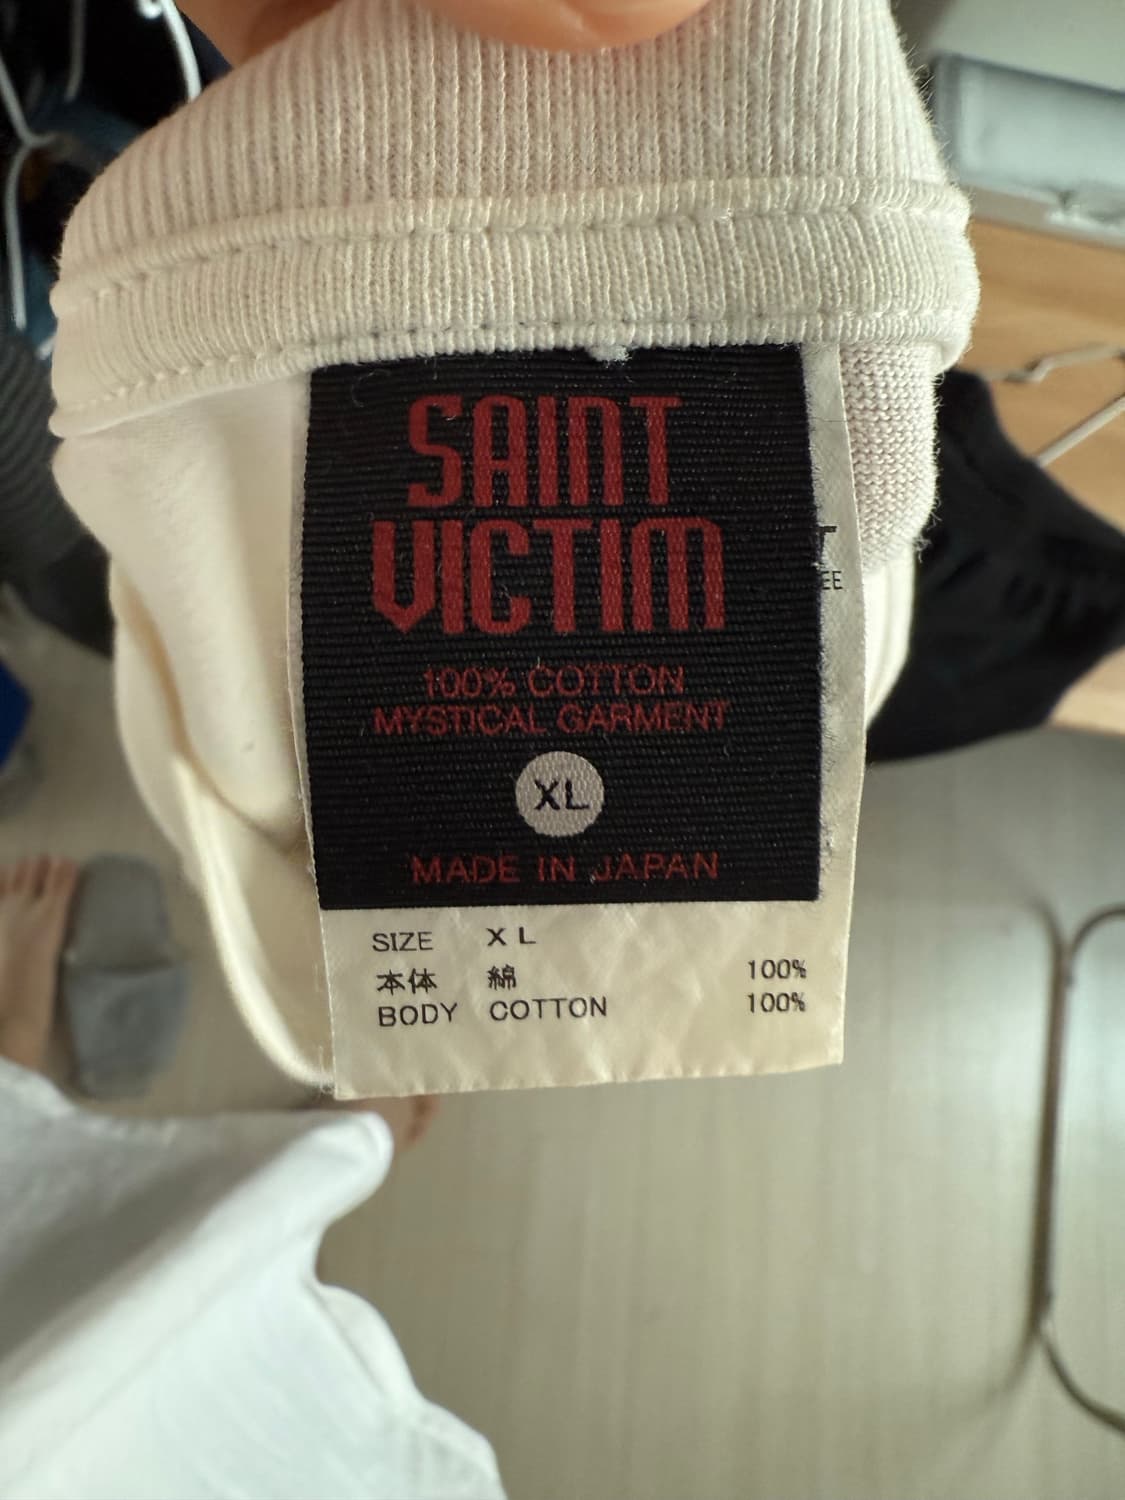 SAINT
VICTIM
100% COTTON
MYSTICAL GARMENT
XL
MADE IN JAPAN
SIZE XL
本体 綿 100%
BODY COTTON 100%